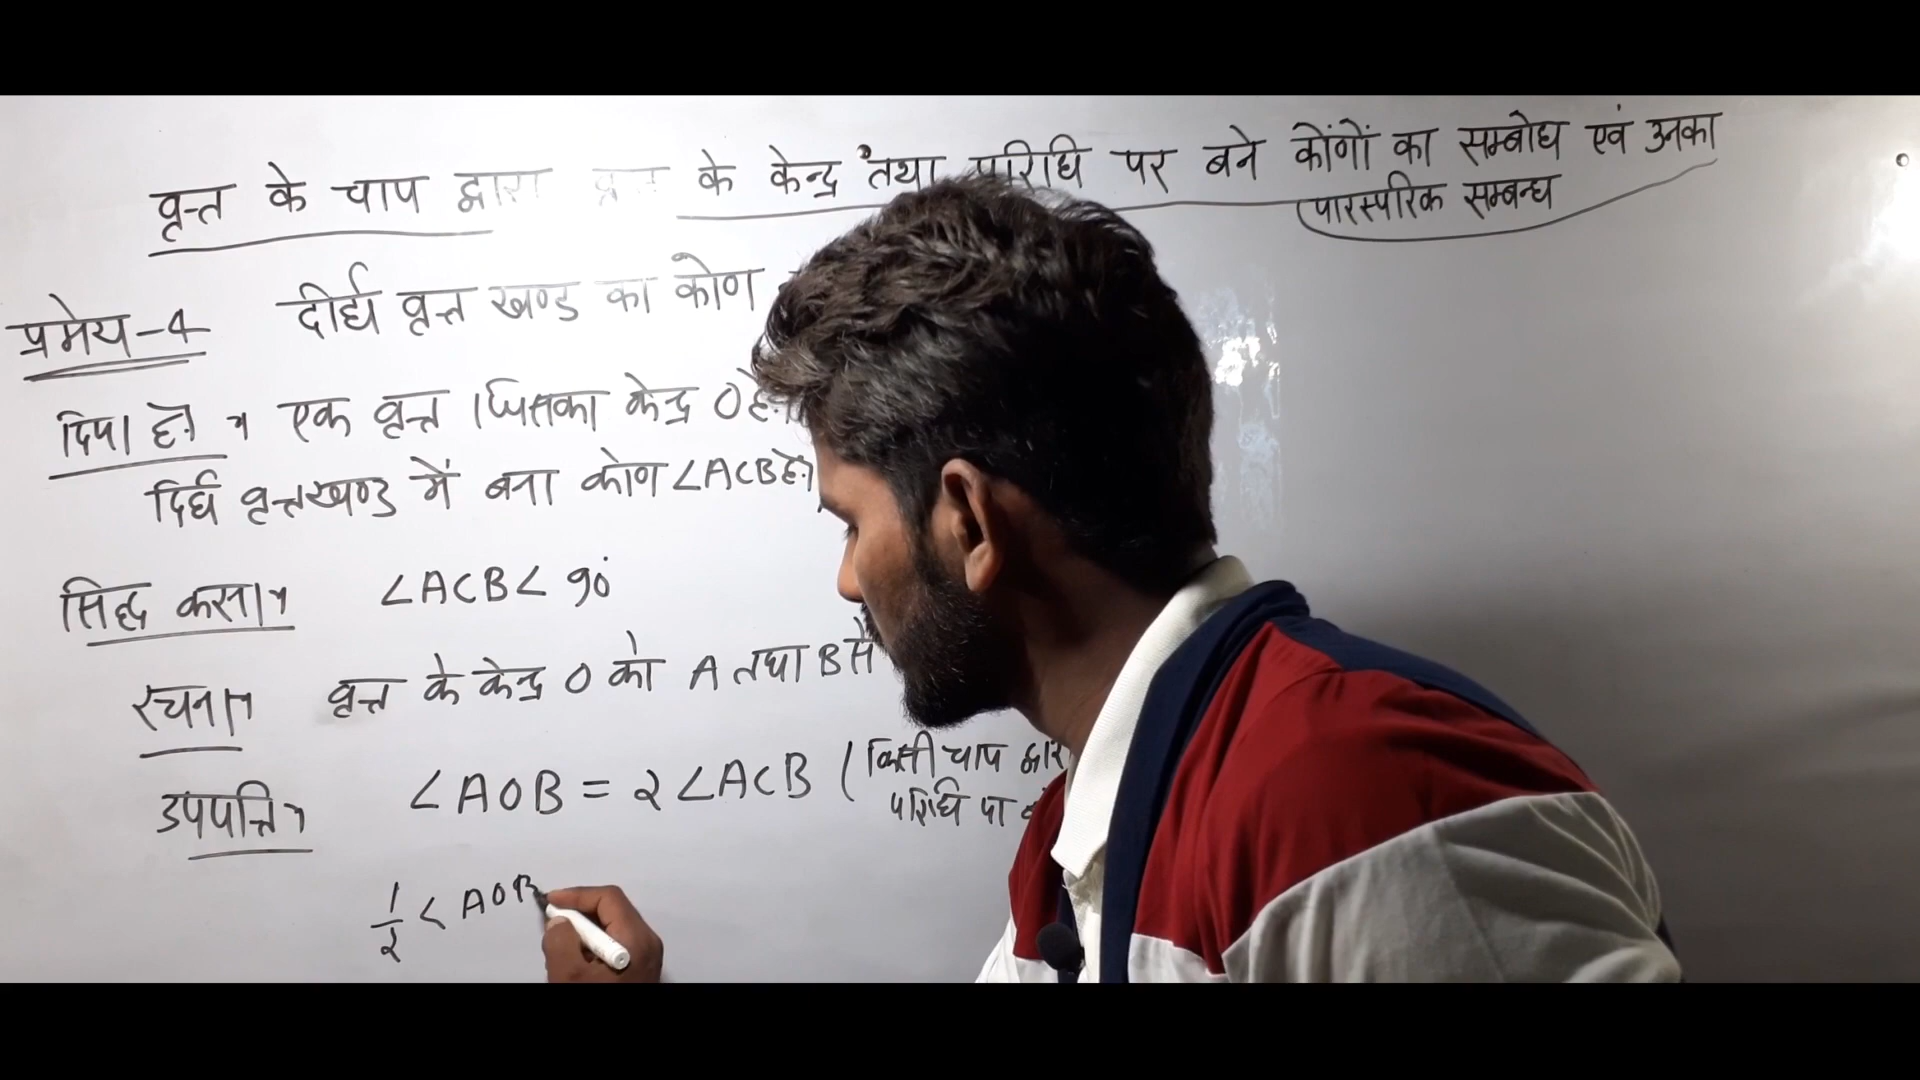 वृत्त के चाप द्वारा वृत्त के केन्द्र तथा परिधि पर बने कोंणों का सम्बोध एवं उनका
पारस्परिक सम्बन्ध
प्रमेय-4 दीर्घ वृत्त खण्ड का कोण
दिया है → एक वृत्त जिसका केन्द्र O है।
दिर्घ वृत्तखण्ड में बना कोण ∠ACB है।
सिद्ध करना → ∠ACB < 90°
रचना → वृत्त के केन्द्र O को A तथा B से
उपपत्ति → ∠AOB = 2 ∠ACB ( किसी चाप द्वारा
परिधि पर
1/2 ∠AOB